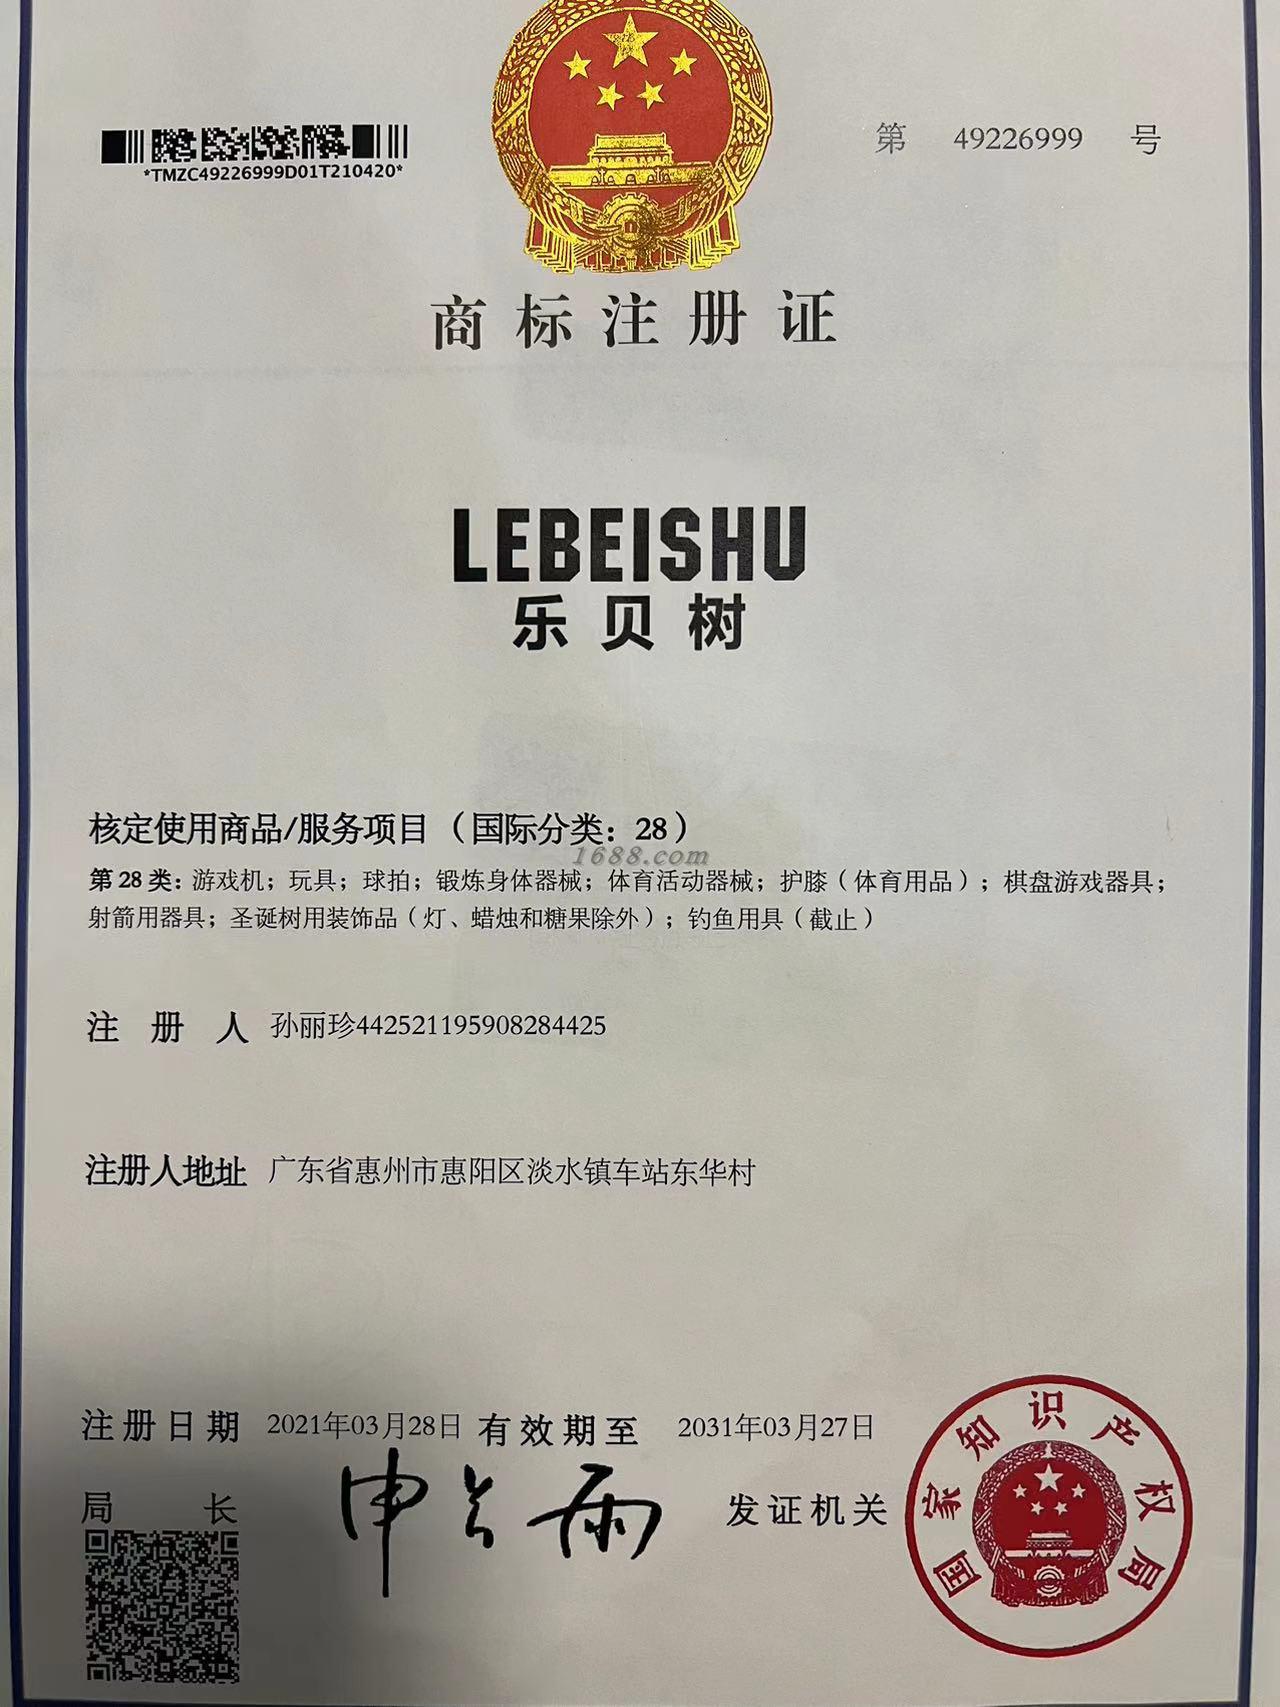 第 49226999 号
*TMZC49226999D01T210420*
商标注册证
LEBEISHU
乐贝树
核定使用商品/服务项目（国际分类：28）
1688.com
第28类：游戏机；玩具；球拍；锻炼身体器械；体育活动器械；护膝（体育用品）；棋盘游戏器具；
射箭用器具；圣诞树用装饰品（灯、蜡烛和糖果除外）；钓鱼用具（截止）
注册人 孙丽珍442521195908284425
注册人地址 广东省惠州市惠阳区淡水镇车站东华村
注册日期 2021年03月28日 有效期至 2031年03月27日
局长 申长雨 发证机关
国家知识产权局